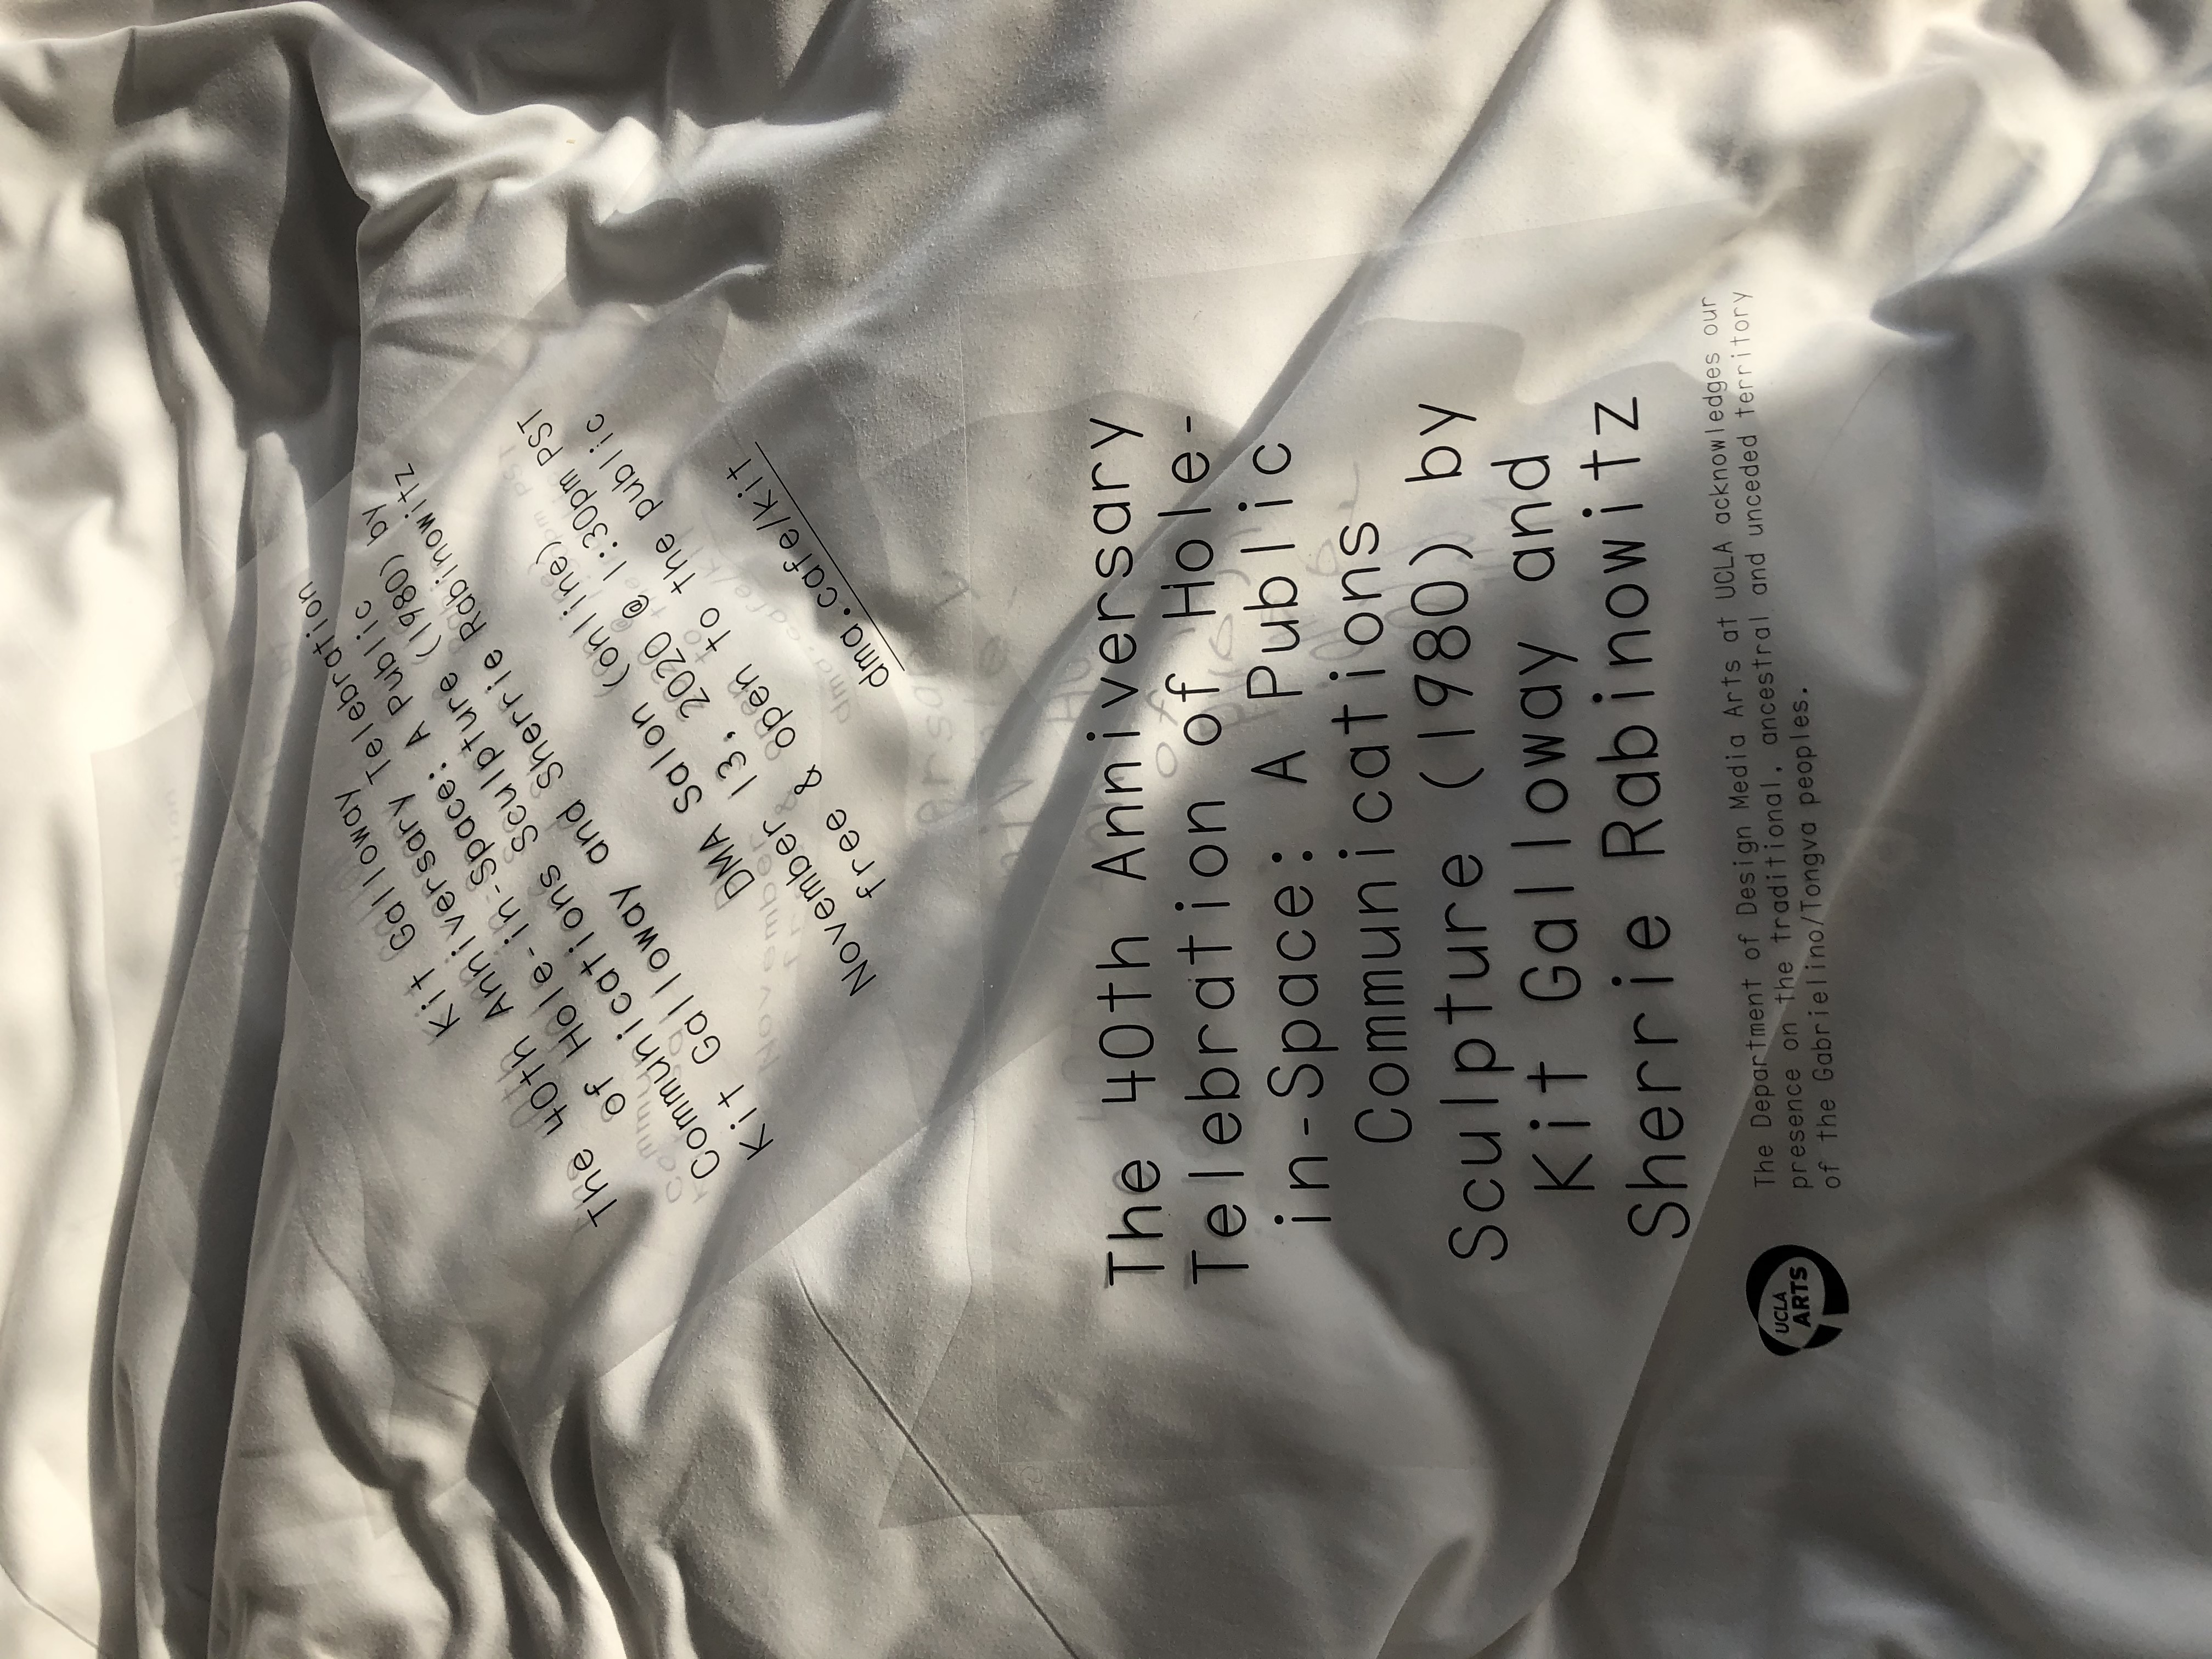 Kit Galloway
The 40th Anniversary Telebration
of Hole-in-Space: A Public
Communications Sculpture (1980) by
Kit Galloway and Sherrie Rabinowitz
DMA Salon (online)
November 13, 2020 @ 1:30pm PST
free & open to the public
dma.cafe/kit
The 40th Anniversary
Telebration of Hole-
in-Space: A Public
Communications
Sculpture (1980) by
Kit Galloway and
Sherrie Rabinowitz
UCLA
ARTS
The Department of Design Media Arts at UCLA acknowledges our
presence on the traditional, ancestral and unceded territory
of the Gabrielino/Tongva peoples.